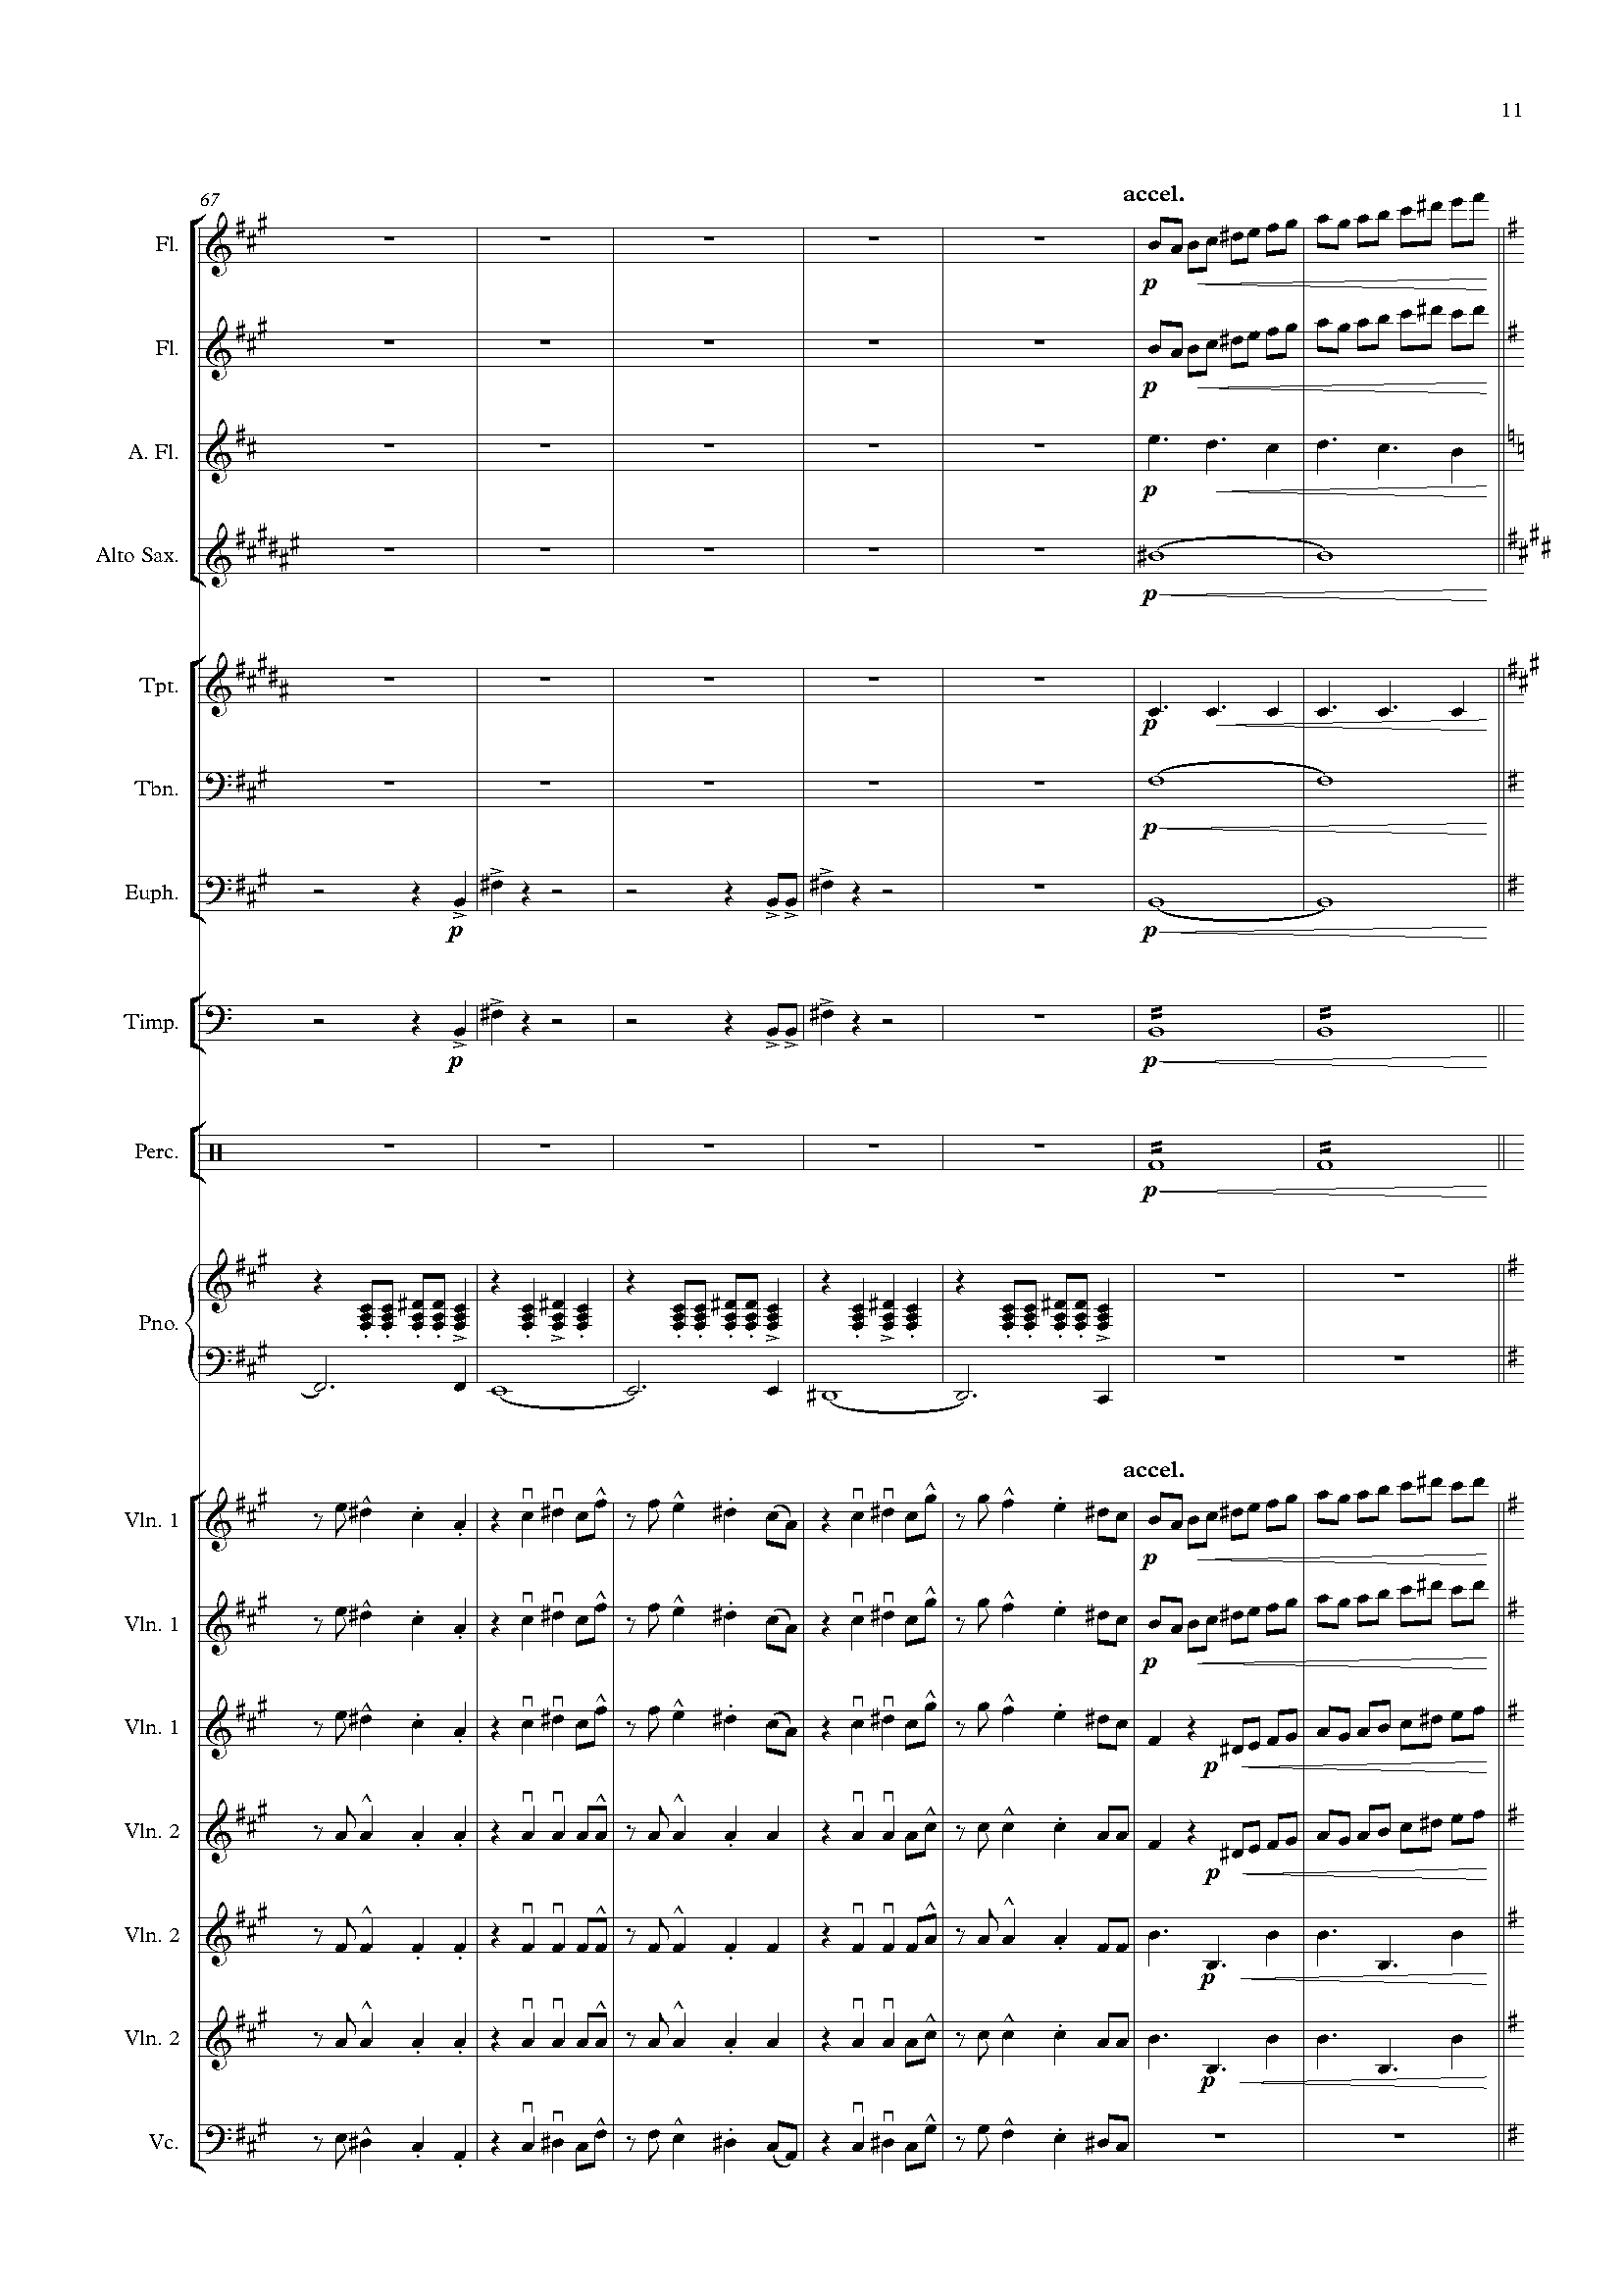 11
67
accel.
Fl.
p
Fl.
p
A. Fl.
p
Alto Sax.
p
Tpt.
p
Tbn.
p
Euph.
p p
Timp.
p p
Perc.
p
Pno.
accel.
Vln. 1
p
Vln. 1
p
Vln. 1
p
Vln. 2
p
Vln. 2
p
Vln. 2
p
Vc.